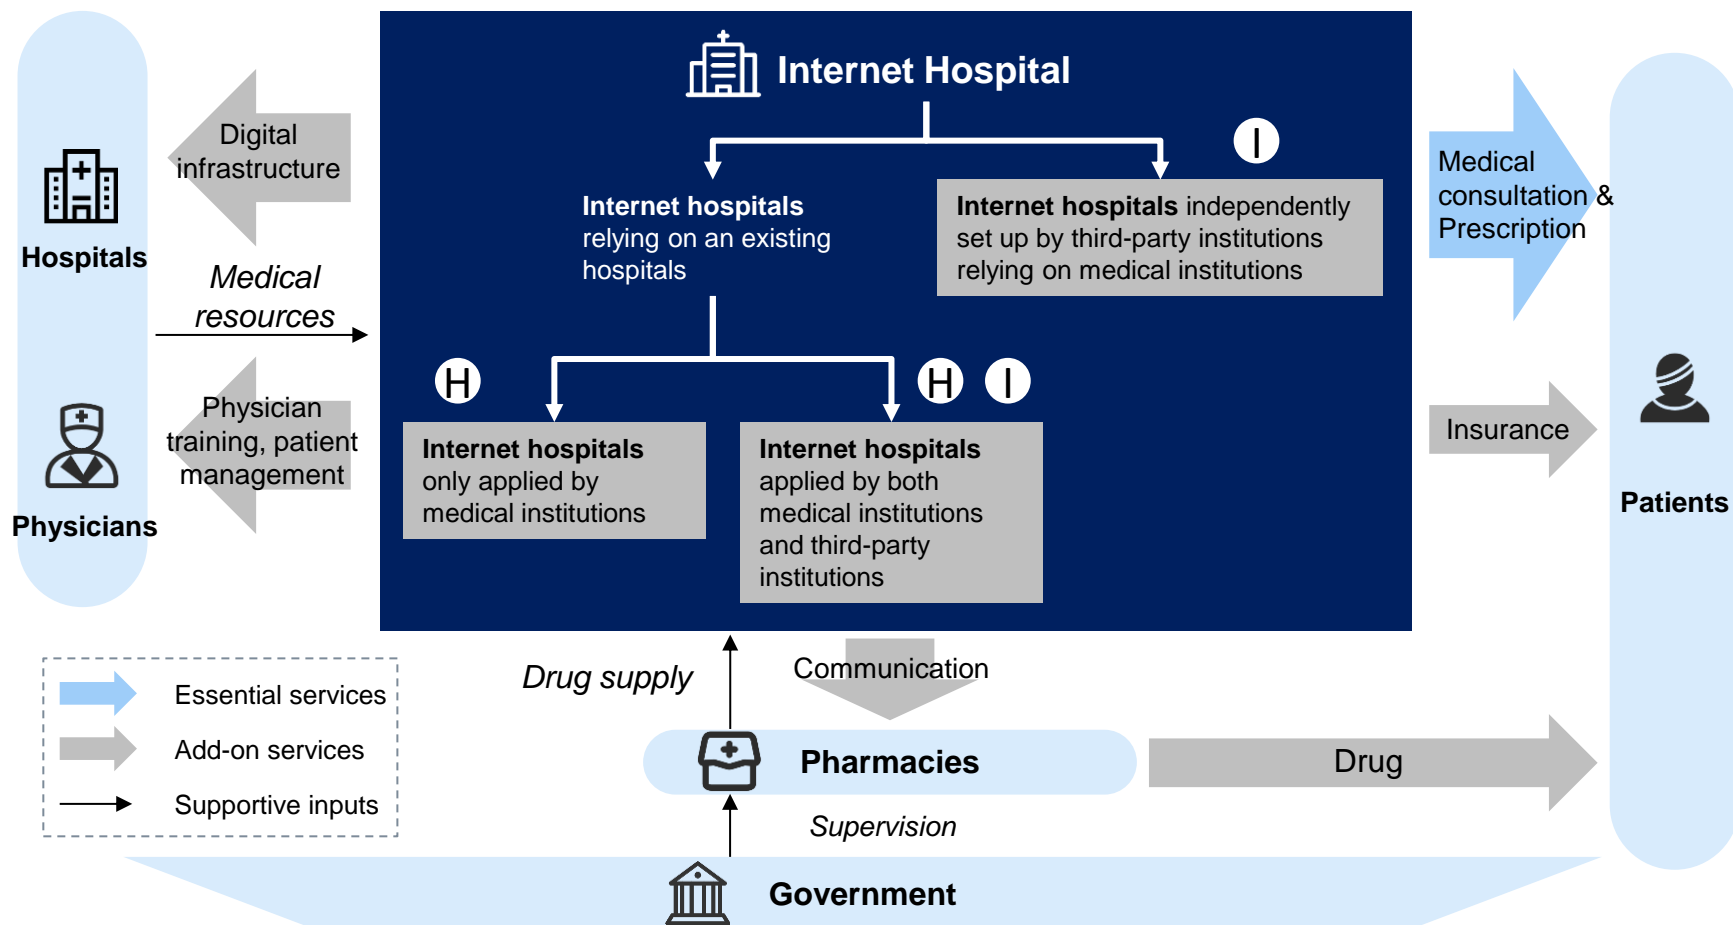 Internet Hospital
Digital
infrastructure
Hospitals
Medical
resources
Physician
training, patient
management
Physicians
I
Internet hospitals
relying on an existing
hospitals
Internet hospitals independently
set up by third-party institutions
relying on medical institutions
H
H
I
Internet hospitals
only applied by
medical institutions
Internet hospitals
applied by both
medical institutions
and third-party
institutions
Medical
consultation &
Prescription
Insurance
Patients
Drug supply
Communication
Pharmacies
Drug
Supervision
Government
Essential services
Add-on services
Supportive inputs